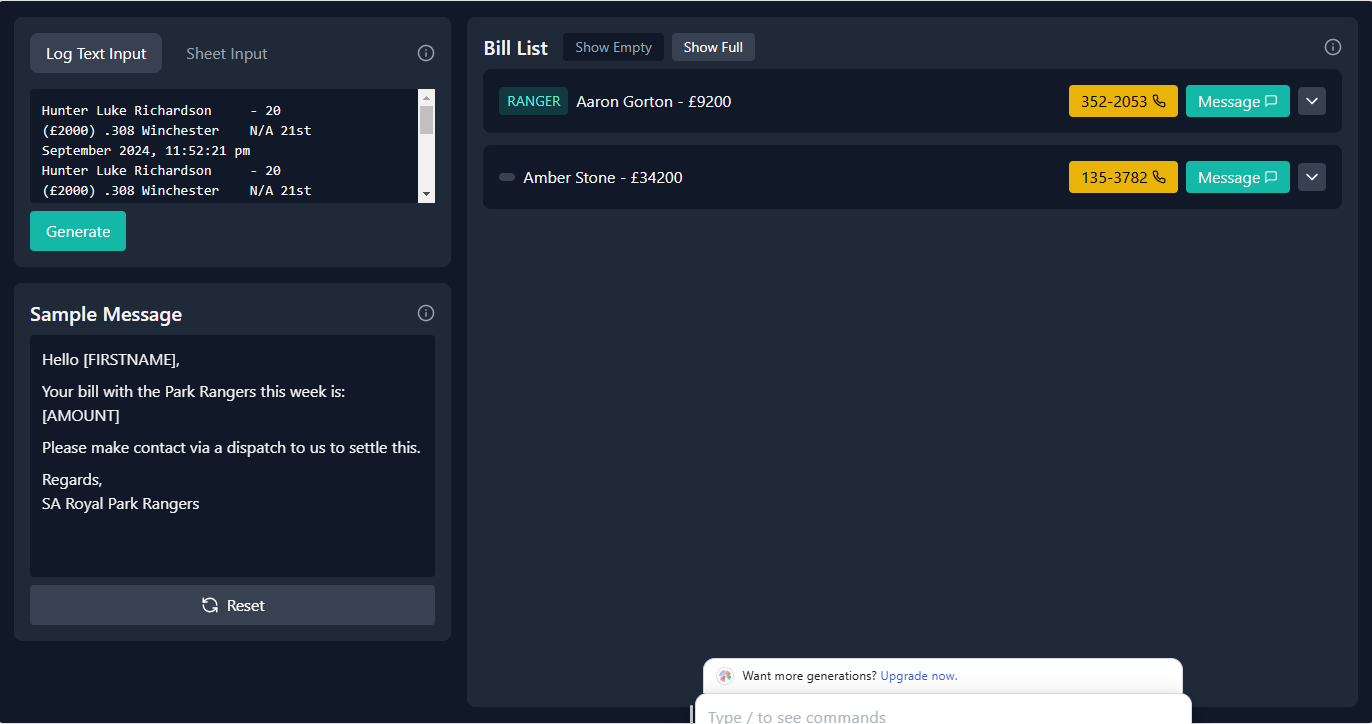 Log Text Input
Sheet Input
Hunter Luke Richardson - 20
(£2000) .308 Winchester N/A 21st
September 2024, 11:52:21 pm
Hunter Luke Richardson - 20
(£2000) .308 Winchester N/A 21st
Generate
Sample Message
Hello [FIRSTNAME],
Your bill with the Park Rangers this week is:
[AMOUNT]
Please make contact via a dispatch to us to settle this.
Regards,
SA Royal Park Rangers
Reset
Bill List
Show Empty
Show Full
RANGER Aaron Gorton - £9200
352-2053
Message
Amber Stone - £34200
135-3782
Message
Want more generations? Upgrade now.
Type / to see commands